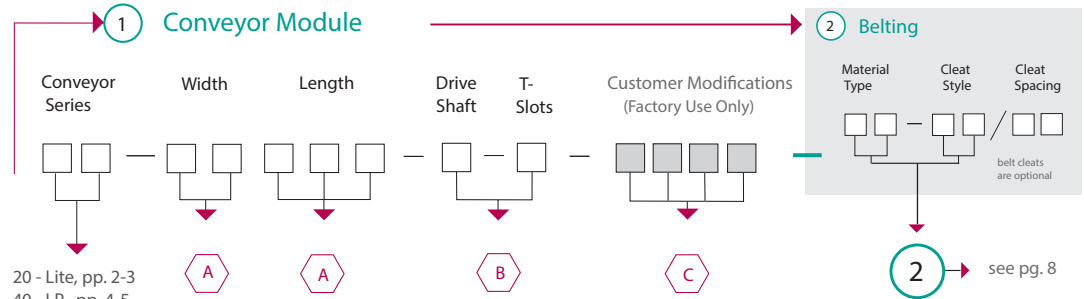 1 Conveyor Module
2 Belting
Conveyor Series
Width
Length
Drive Shaft
T-Slots
Customer Modifications
(Factory Use Only)
Material Type
Cleat Style
Cleat Spacing
belt cleats
are optional
20 - Lite, pp. 2-3
A
A
B
C
2
see pg. 8